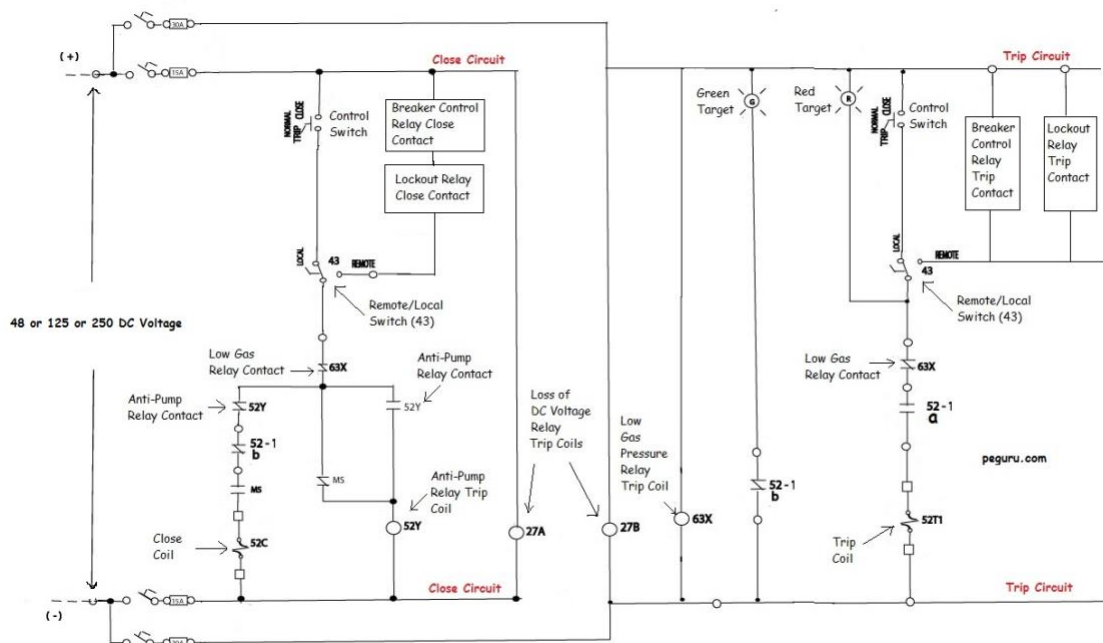 30A
(+)
15A
Close Circuit
Trip Circuit
NORMAL
TRIP CLOSE
Control
Switch
Breaker Control
Relay Close
Contact
Lockout Relay
Close Contact
Green
Target
G
Red
Target
R
NORMAL
TRIP CLOSE
Control
Switch
Breaker
Control
Relay
Trip
Contact
Lockout
Relay
Trip
Contact
LOCAL
43
REMOTE
LOCAL
43
REMOTE
48 or 125 or 250 DC Voltage
Remote/Local
Switch (43)
Remote/Local
Switch (43)
Low Gas
Relay Contact
63X
Anti-Pump
Relay Contact
Low Gas
Relay Contact
63X
Anti-Pump
Relay Contact
52Y
52Y
Loss of
DC Voltage
Relay
Trip Coils
Low
Gas
Pressure
Relay
Trip Coil
52-1
a
52-1
b
MS
MS
Anti-Pump
Relay Trip
Coil
52-1
b
peguru.com
Close
Coil
52C
52Y
27A
27B
63X
Trip
Coil
52T1
(-)
15A
Close Circuit
Trip Circuit